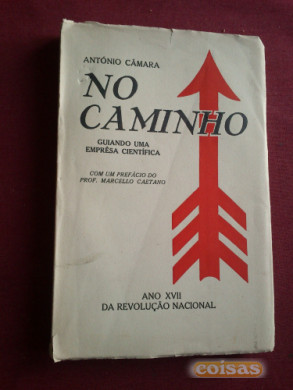 ANTÓNIO CÂMARA
NO
CAMINHO
GUIANDO UMA
EMPRÊSA CIENTÍFICA
COM UM PREFÁCIO DO
PROF. MARCELLO CAETANO
ANO XVII
DA REVOLUÇÃO NACIONAL
coisas